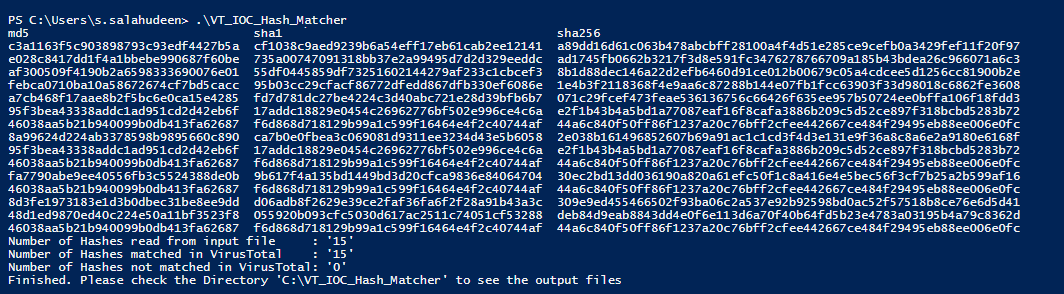 PS C:\Users\s.salahudeen> .\VT_IOC_Hash_Matcher
md5 sha1 sha256
c3a1163f5c903898793c93edf4427b5a cf1038c9aed9239b6a54eff17eb61cab2ee12141 a89dd16d61c063b478abcbff28100a4f4d51e285ce9cefb0a3429fef11f20f97
e028c8417dd1f4a1bbebe990687f60be 735a00747091318bb37e2a99495d7d2d329eeddc ad1745fb0662b3217f3d8e591fc3476278766709a185b43bdea26c966071a6c3
af300509f4190b2a6598333690076e01 55df0445859df73251602144279af233c1cbcef3 8b1d88dec146a22d2efb6460d91ce012b00679c05a4cdcee5d1256cc81900b2e
febca0710ba10a58672674cf7bd5cacc 95b03cc29cfacf86772dfedd867dfb330ef6086e 1e4b3f2118368f4e9aa6c87288b144e07fb1fcc63903f33d98018c6862fe3608
a7cb468f17aae8b2f5bc6e0ca15e4285 fd7d781dc27be4224c3d40abc721e28d39bfb6b7 071c29fcef473feae536136756c66426f635ee957b50724ee0bffa106f18fdd3
95f3bea43338addc1ad951cd2d42eb6f 17addc18829e0454c26962776bf502e996ce4c6a e2f1b43b4a5bd1a77087eaf16f8cafa3886b209c5d52ce897f318bcbd5283b72
46038aa5b21b940099b0db413fa62687 f6d868d718129b99a1c599f16464e4f2c40744af 44a6c840f50ff86f1237a20c76bff2cfee442667ce484f29495eb88ee006e0fc
8a99624d224ab3378598b9895660c890 ca7b0e0fbea3c069081d9311ee3234d43e5b6058 2e038b161496852607b69a91ac1c1cd3f4d3e131e9f36a8c8a6e2a9180e6168f
95f3bea43338addc1ad951cd2d42eb6f 17addc18829e0454c26962776bf502e996ce4c6a e2f1b43b4a5bd1a77087eaf16f8cafa3886b209c5d52ce897f318bcbd5283b72
46038aa5b21b940099b0db413fa62687 f6d868d718129b99a1c599f16464e4f2c40744af 44a6c840f50ff86f1237a20c76bff2cfee442667ce484f29495eb88ee006e0fc
fa7790abe9ee40556fb3c5524388de0b 9b617f4a135bd1449bd3d20cfca9836e84064704 30ec2bd13dd036190a820a61efc50f1c8a416e4e5bec56f3cf7b25a2b599af16
46038aa5b21b940099b0db413fa62687 f6d868d718129b99a1c599f16464e4f2c40744af 44a6c840f50ff86f1237a20c76bff2cfee442667ce484f29495eb88ee006e0fc
8d3fe1973183e1d3b0dbec31be8ee9dd d06adb8f2629e39ce2faf36fa6f2f28a91b43a3c 309e9ed455466502f93ba06c2a537e92b92598bd0ac52f57518b8ce76e6d5d41
48d1ed9870ed40c224e50a11bf3523f8 055920b093cfc5030d617ac2511c74051cf53288 deb84d9eab8843dd4e0f6e113d6a70f40b64fd5b23e4783a03195b4a79c8362d
46038aa5b21b940099b0db413fa62687 f6d868d718129b99a1c599f16464e4f2c40744af 44a6c840f50ff86f1237a20c76bff2cfee442667ce484f29495eb88ee006e0fc
Number of Hashes read from input file : '15'
Number of Hashes matched in VirusTotal : '15'
Number of Hashes not matched in VirusTotal: '0'
Finished. Please check the Directory 'C:\VT_IOC_Hash_Matcher' to see the output files